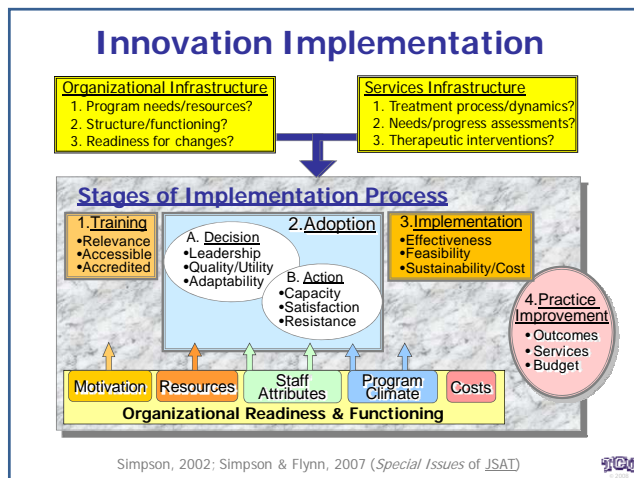 Innovation Implementation
Organizational Infrastructure
1. Program needs/resources?
2. Structure/functioning?
3. Readiness for changes?
Services Infrastructure
1. Treatment process/dynamics?
2. Needs/progress assessments?
3. Therapeutic interventions?
Stages of Implementation Process
1.Training
•Relevance
•Accessible
•Accredited
2.Adoption
A. Decision
•Leadership
•Quality/Utility
•Adaptability
B. Action
•Capacity
•Satisfaction
•Resistance
3.Implementation
•Effectiveness
•Feasibility
•Sustainability/Cost
4.Practice
Improvement
•Outcomes
•Services
•Budget
Motivation
Resources
Staff
Attributes
Program
Climate
Costs
Organizational Readiness & Functioning
Simpson, 2002; Simpson & Flynn, 2007 (Special Issues of JSAT)
TCU